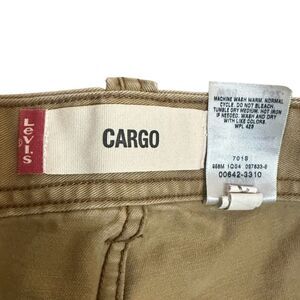 Levi's
CARGO
MACHINE WASH WARM. NORMAL
CYCLE. DO NOT BLEACH.
TUMBLE DRY MEDIUM. HOT IRON
IF NEEDED. WASH AND DRY
WITH LIKE COLORS.
WPL 423
7018
00642-3310